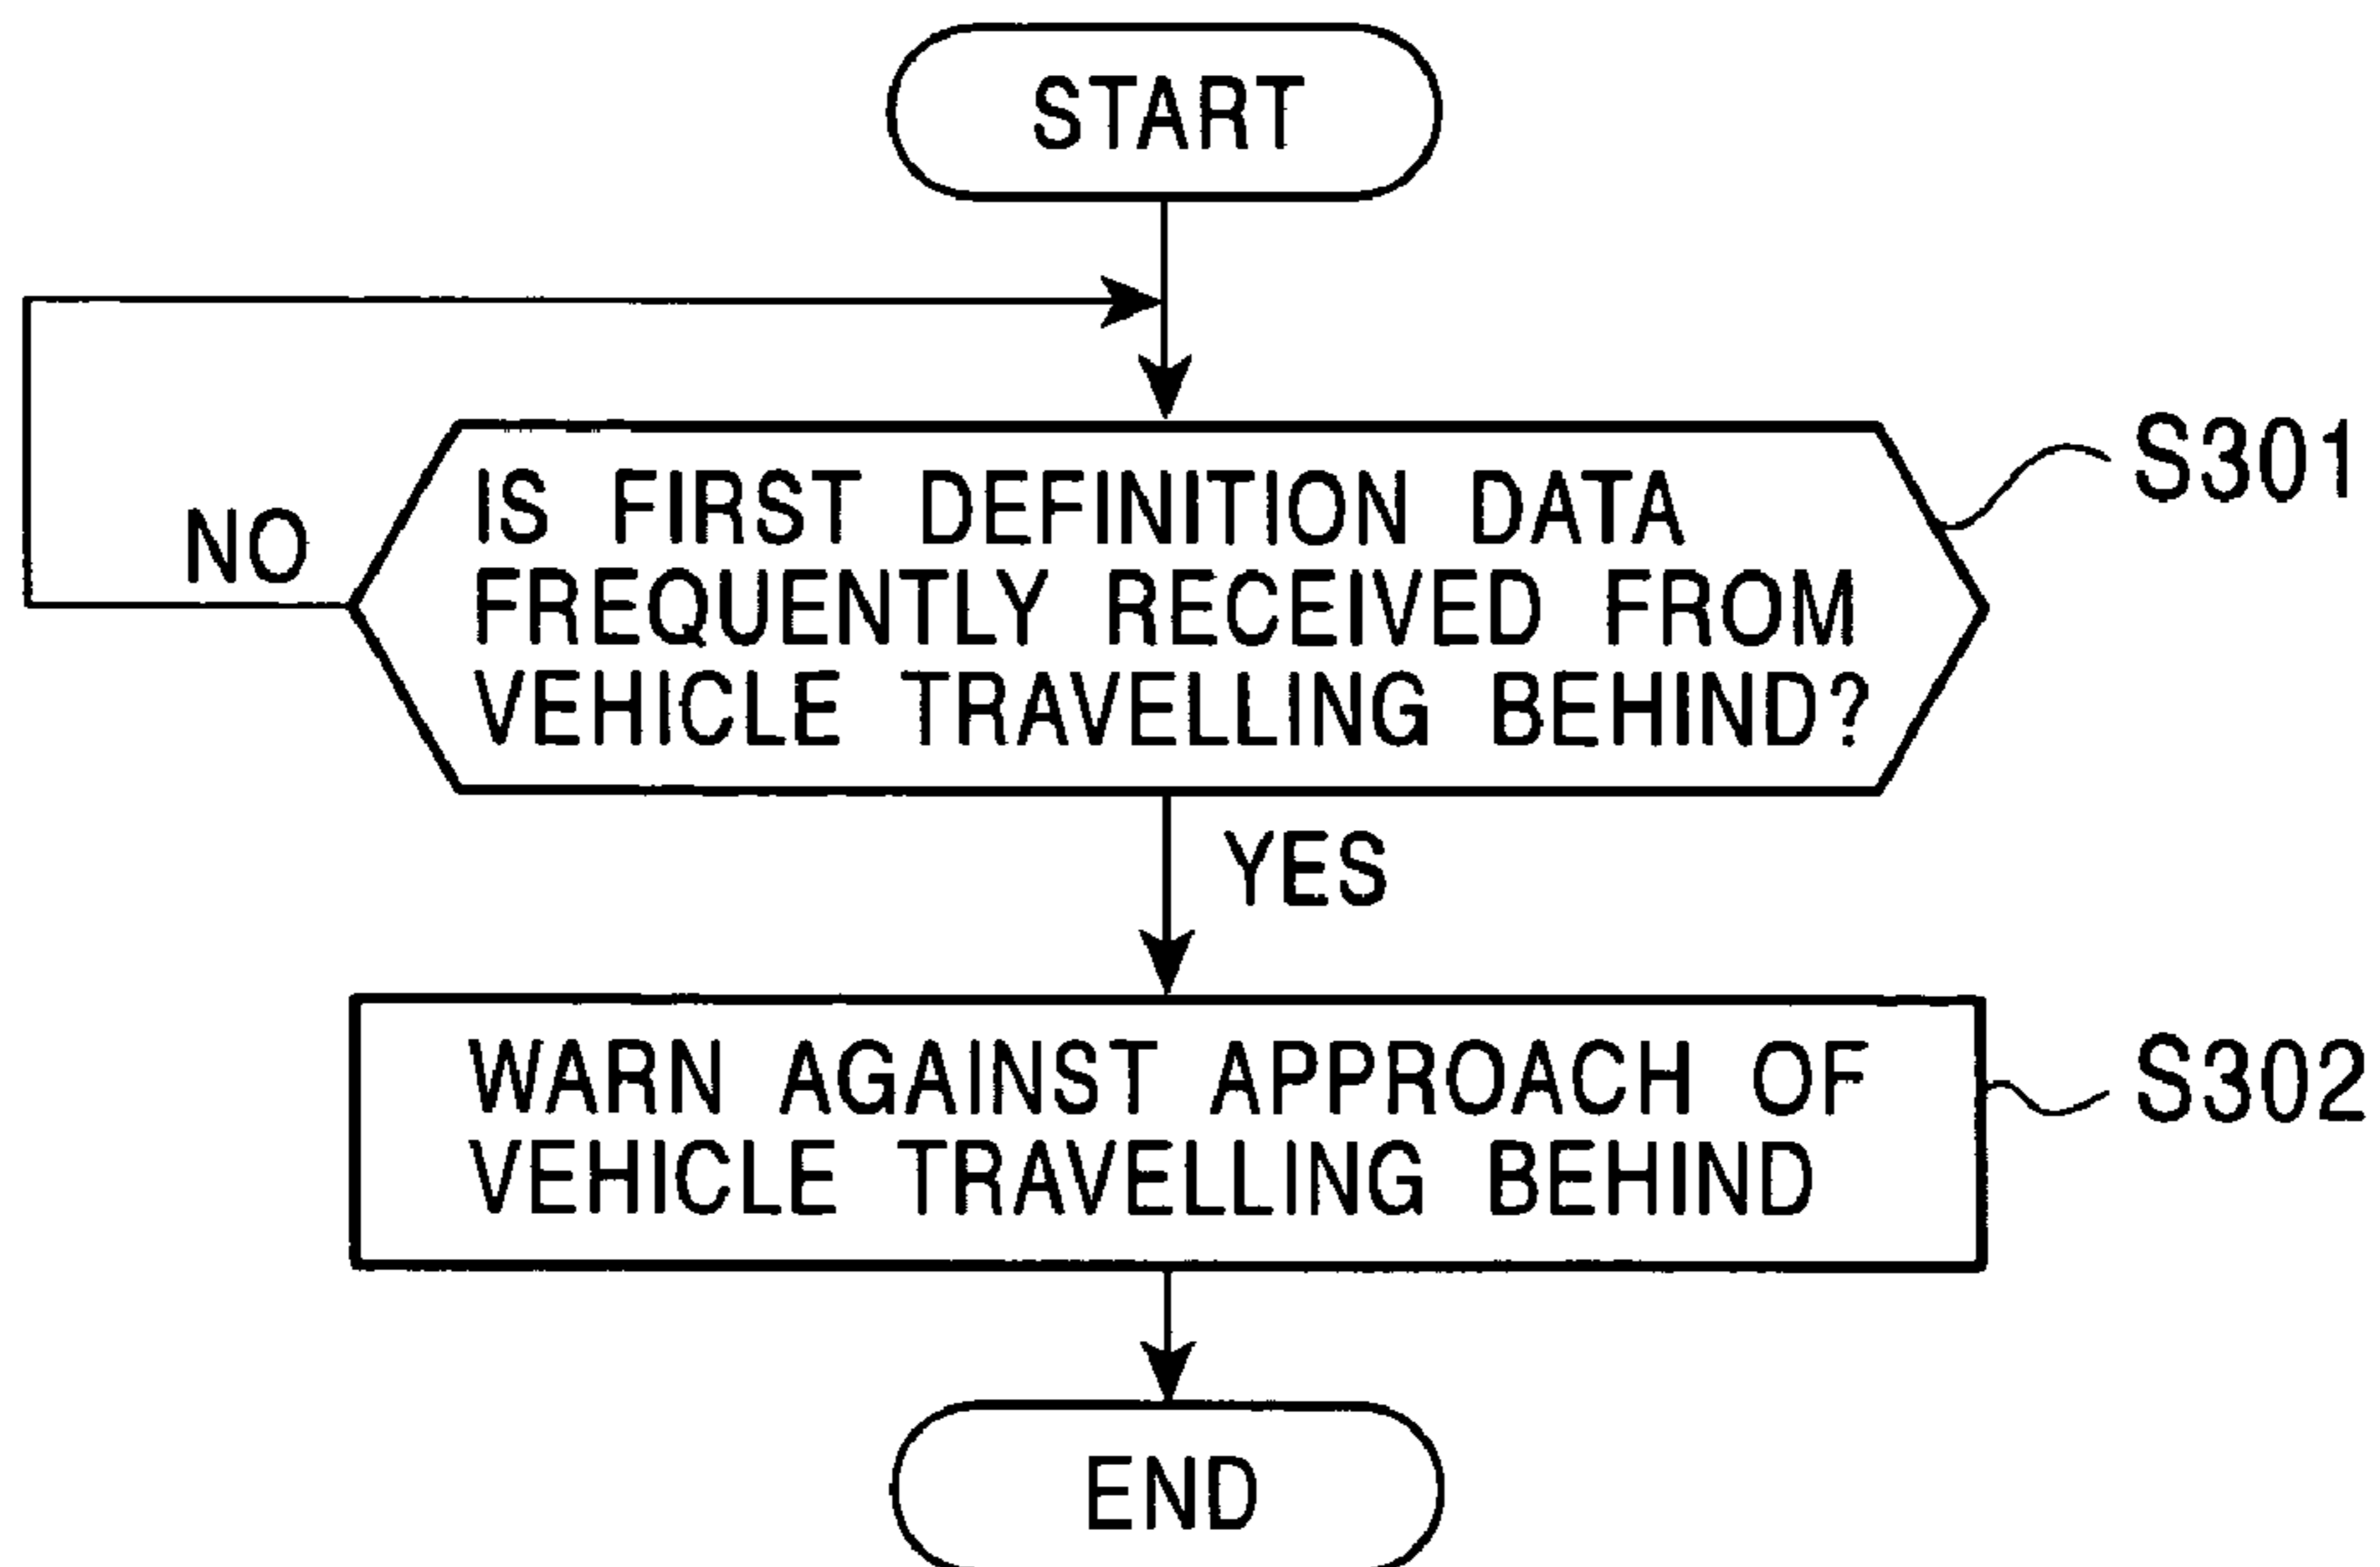 START
IS FIRST DEFINITION DATA
FREQUENTLY RECEIVED FROM
VEHICLE TRAVELLING BEHIND?
S301
NO
YES
WARN AGAINST APPROACH OF
VEHICLE TRAVELLING BEHIND
S302
END